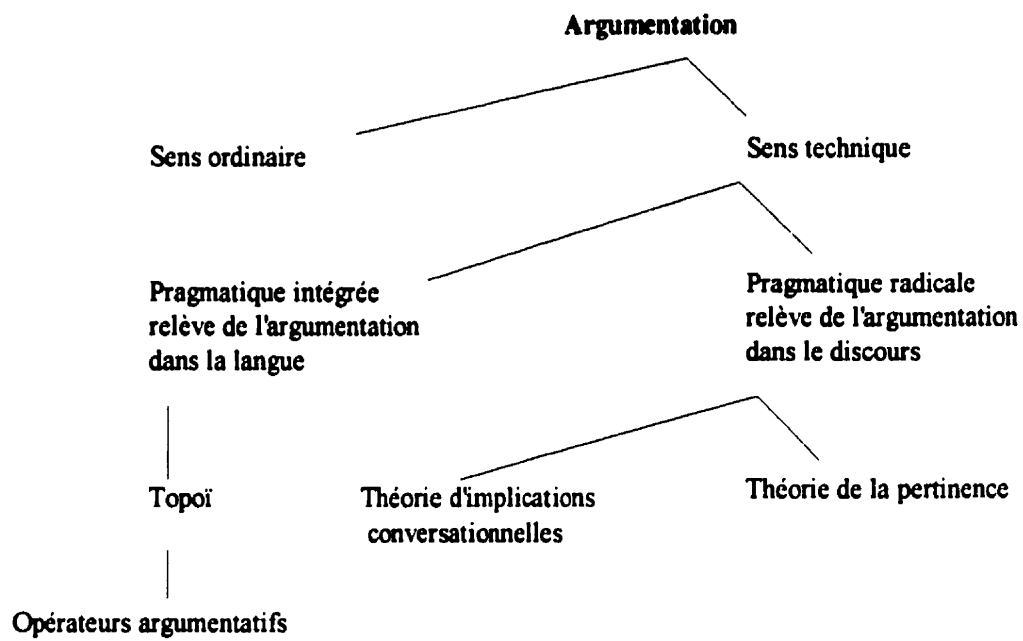 Argumentation
Sens ordinaire
Sens technique
Pragmatique intégrée
relève de l'argumentation
dans la langue
Pragmatique radicale
relève de l'argumentation
dans le discours
Topoï
Théorie d'implications
conversationnelles
Théorie de la pertinence
Opérateurs argumentatifs